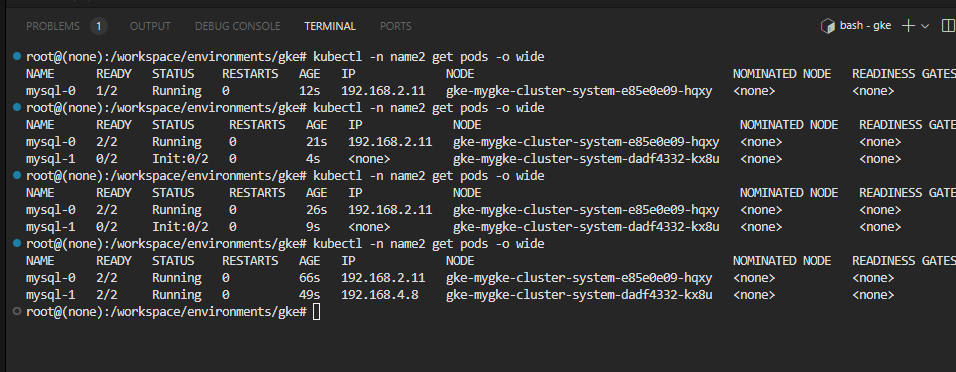 PROBLEMS 1 OUTPUT DEBUG CONSOLE TERMINAL PORTS bash - gke
root@(none):/workspace/environments/gke# kubectl -n name2 get pods -o wide
NAME READY STATUS RESTARTS AGE IP NODE NOMINATED NODE READINESS GATES
mysql-0 1/2 Running 0 12s 192.168.2.11 gke-mygke-cluster-system-e85e0e09-hqxy <none> <none>
root@(none):/workspace/environments/gke# kubectl -n name2 get pods -o wide
NAME READY STATUS RESTARTS AGE IP NODE NOMINATED NODE READINESS GATE
mysql-0 2/2 Running 0 21s 192.168.2.11 gke-mygke-cluster-system-e85e0e09-hqxy <none> <none>
mysql-1 0/2 Init:0/2 0 4s <none> gke-mygke-cluster-system-dadf4332-kx8u <none> <none>
root@(none):/workspace/environments/gke# kubectl -n name2 get pods -o wide
NAME READY STATUS RESTARTS AGE IP NODE NOMINATED NODE READINESS GATE
mysql-0 2/2 Running 0 26s 192.168.2.11 gke-mygke-cluster-system-e85e0e09-hqxy <none> <none>
mysql-1 0/2 Init:0/2 0 9s <none> gke-mygke-cluster-system-dadf4332-kx8u <none> <none>
root@(none):/workspace/environments/gke# kubectl -n name2 get pods -o wide
NAME READY STATUS RESTARTS AGE IP NODE NOMINATED NODE READINESS GATES
mysql-0 2/2 Running 0 66s 192.168.2.11 gke-mygke-cluster-system-e85e0e09-hqxy <none> <none>
mysql-1 2/2 Running 0 49s 192.168.4.8 gke-mygke-cluster-system-dadf4332-kx8u <none> <none>
root@(none):/workspace/environments/gke#